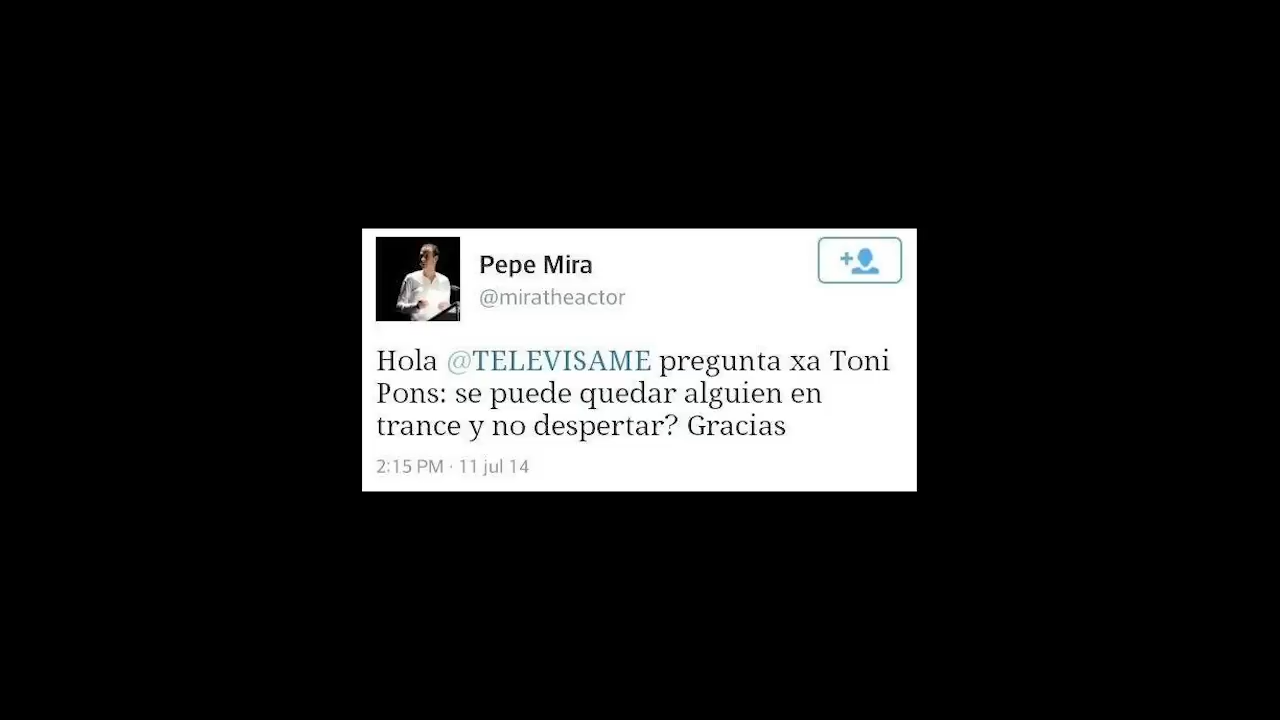 Pepe Mira
@miratheactor
Hola @TELEVISAME pregunta xa Toni
Pons: se puede quedar alguien en
trance y no despertar? Gracias
2:15 PM · 11 jul 14